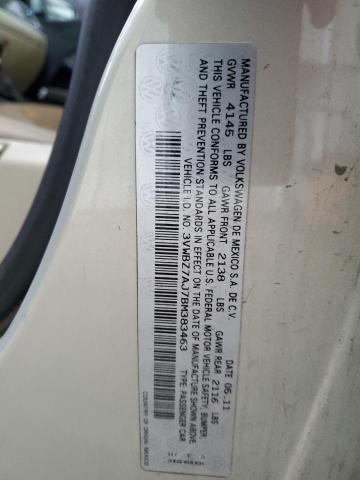 MANUFACTURED BY VOLKSWAGEN DE MEXICO S.A. DE C.V.
GVWR 4145 LBS GAWR FRONT 2138 LBS GAWR REAR 2116 LBS DATE 06.11
THIS VEHICLE CONFORMS TO ALL APPLICABLE U.S. FEDERAL MOTOR VEHICLE SAFETY, BUMPER
AND THEFT PREVENTION STANDARDS IN EFFECT ON THE DATE OF MANUFACTURE SHOWN ABOVE.
VEHICLE I.D. NO. 3VWBZ7AJ7BM383463 TYPE: PASSENGER CAR
COUNTRY OF ORIGIN: MEXICO